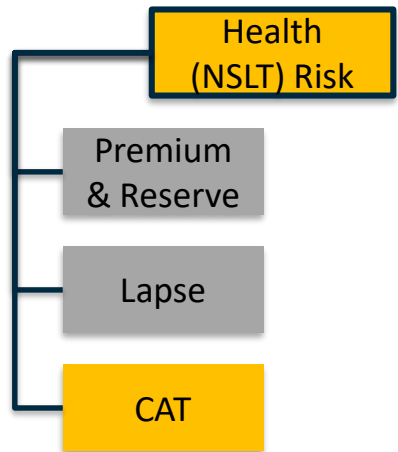 Health
(NSLT) Risk
Premium
& Reserve
Lapse
CAT